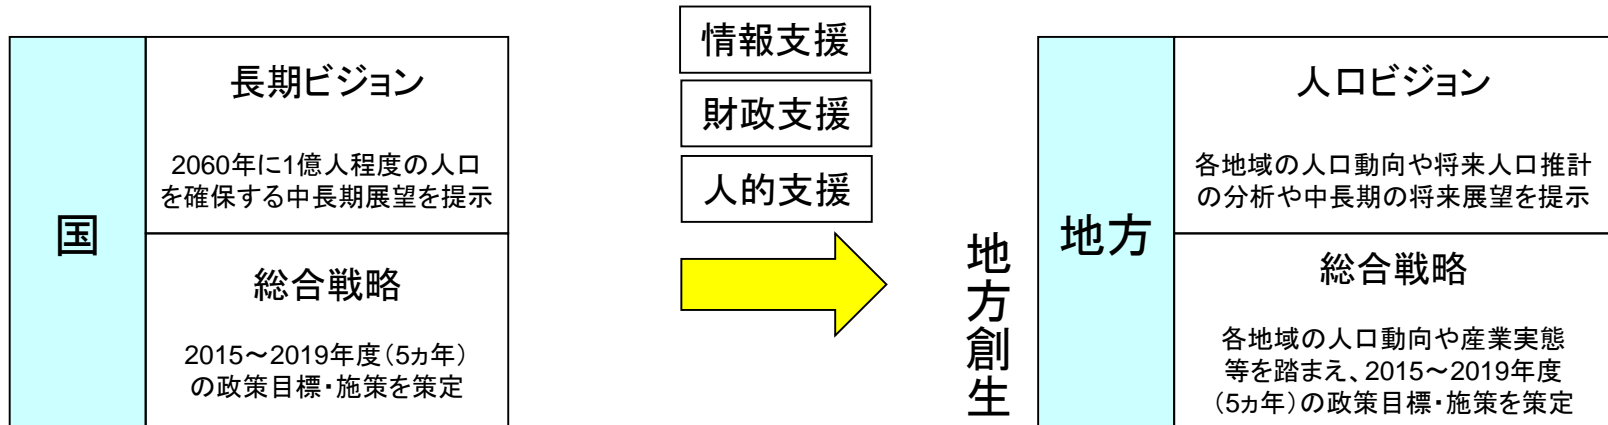 国
長期ビジョン
2060年に1億人程度の人口
を確保する中長期展望を提示
総合戦略
2015～2019年度(5ヵ年)
の政策目標・施策を策定
情報支援
財政支援
人的支援
地方創生
地方
人口ビジョン
各地域の人口動向や将来人口推計
の分析や中長期の将来展望を提示
総合戦略
各地域の人口動向や産業実態
等を踏まえ、2015～2019年度
(5ヵ年)の政策目標・施策を策定